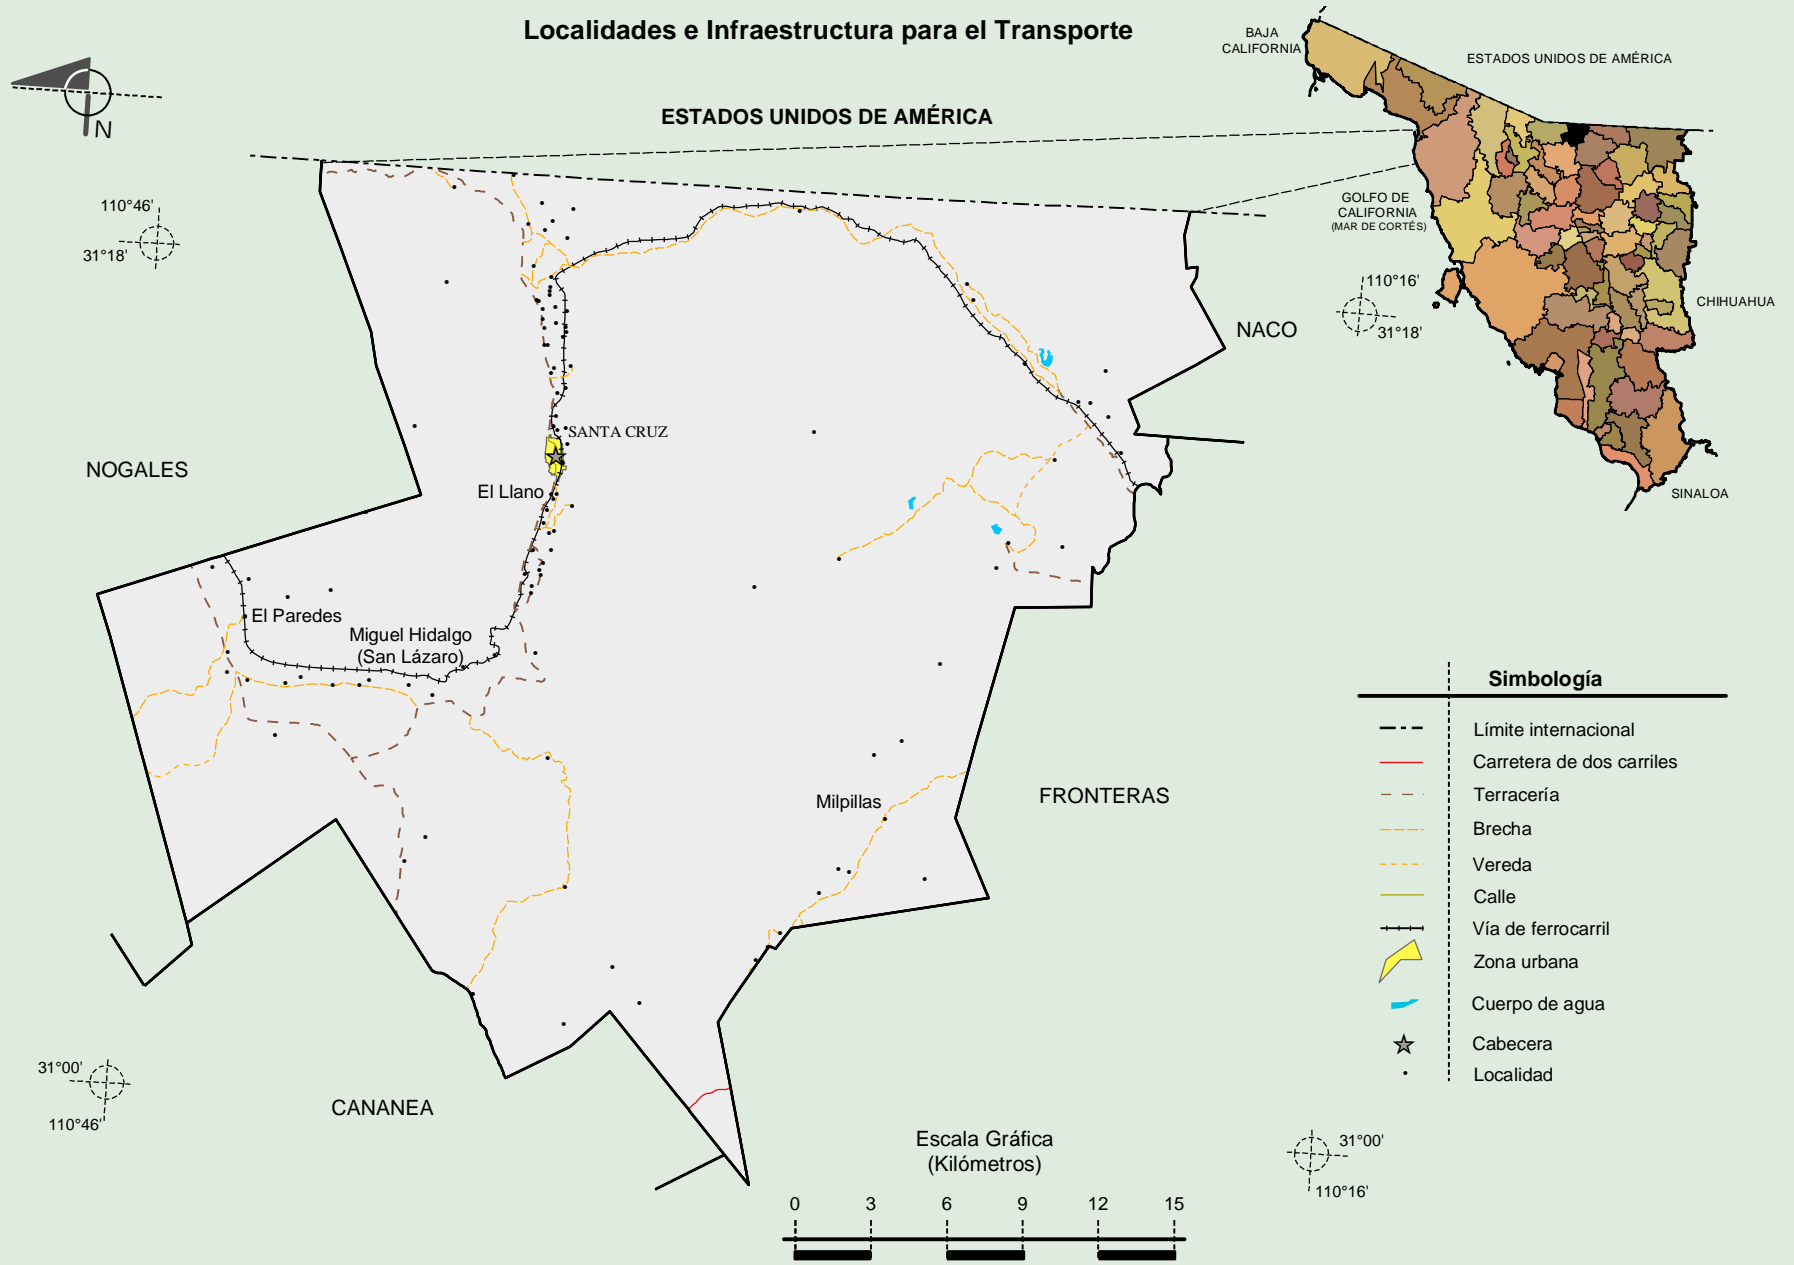 Localidades e Infraestructura para el Transporte
BAJA
CALIFORNIA
ESTADOS UNIDOS DE AMÉRICA
ESTADOS UNIDOS DE AMÉRICA
N
110°46'
31°18'
GOLFO DE
CALIFORNIA
(MAR DE CORTÉS)
110°16'
31°18'
CHIHUAHUA
SINALOA
NACO
SANTA CRUZ
NOGALES
El Llano
El Paredes
Miguel Hidalgo
(San Lázaro)
Milpillas
FRONTERAS
CANANEA
31°00'
110°46'
Simbología
Límite internacional
Carretera de dos carriles
Terracería
Brecha
Vereda
Calle
Vía de ferrocarril
Zona urbana
Cuerpo de agua
Cabecera
Localidad
31°00'
110°16'
Escala Gráfica
(Kilómetros)
0 3 6 9 12 15